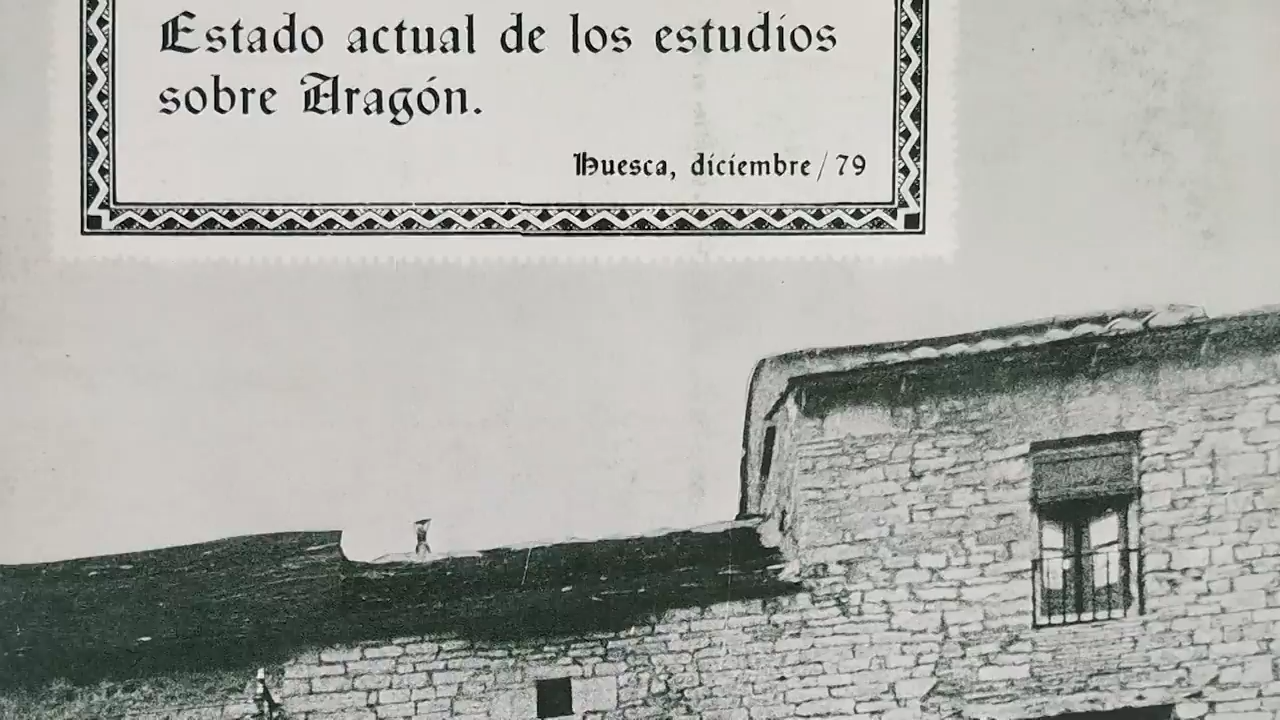 Estado actual de los estudios
sobre Aragón.
Huesca, diciembre / 79